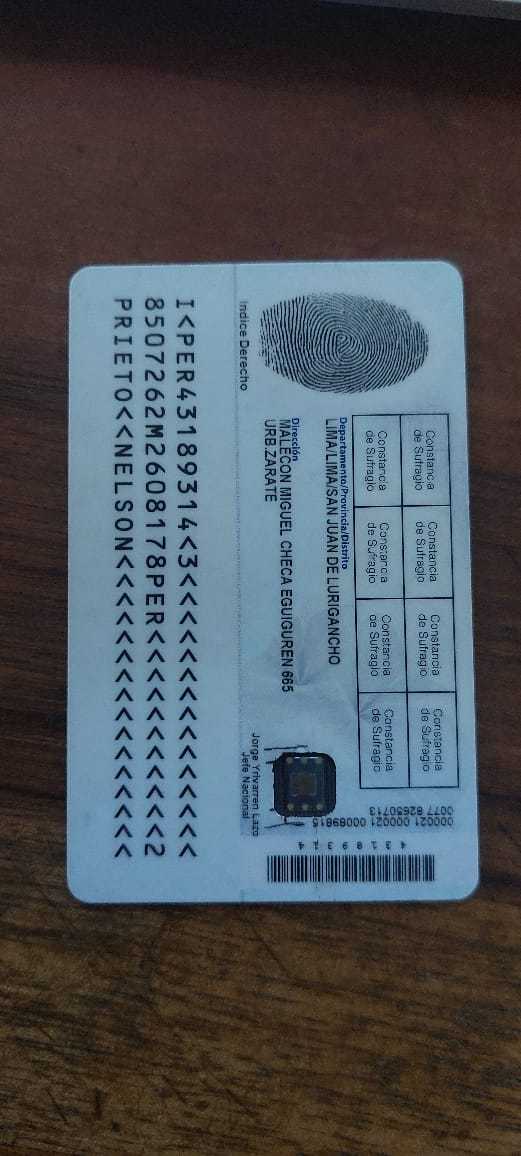 Constancia
de Sufragio
Constancia
de Sufragio
Constancia
de Sufragio
Constancia
de Sufragio
Constancia
de Sufragio
Constancia
de Sufragio
Constancia
de Sufragio
Constancia
de Sufragio
0077 82650713
000021 000021 00089815
43189314
Departamento/Provincia/Distrito
LIMA/LIMA/SAN JUAN DE LURIGANCHO
Dirección
MALECON MIGUEL CHECA EGUIGUREN 665
URB ZARATE
Indice Derecho
Jorge Yrivarren Lazo
Jefe Nacional
I<PER43189314<3<<<<<<<<<<<<<<<
8507262M2608178PER<<<<<<<<<<<2
PRIETO<<NELSON<<<<<<<<<<<<<<<<